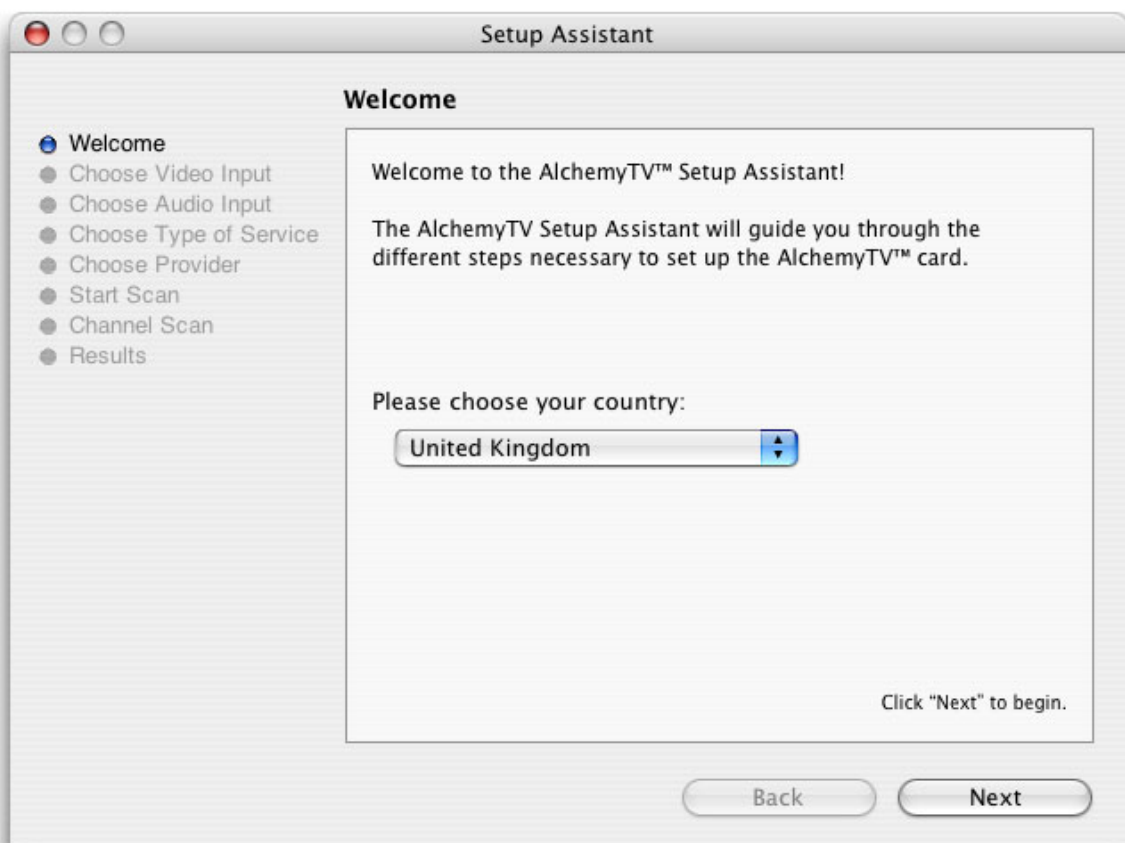 Setup Assistant
Welcome
Welcome
Choose Video Input
Choose Audio Input
Choose Type of Service
Choose Provider
Start Scan
Channel Scan
Results
Welcome to the AlchemyTV™ Setup Assistant!
The AlchemyTV Setup Assistant will guide you through the
different steps necessary to set up the AlchemyTV™ card.
Please choose your country:
United Kingdom
Click “Next” to begin.
Back
Next